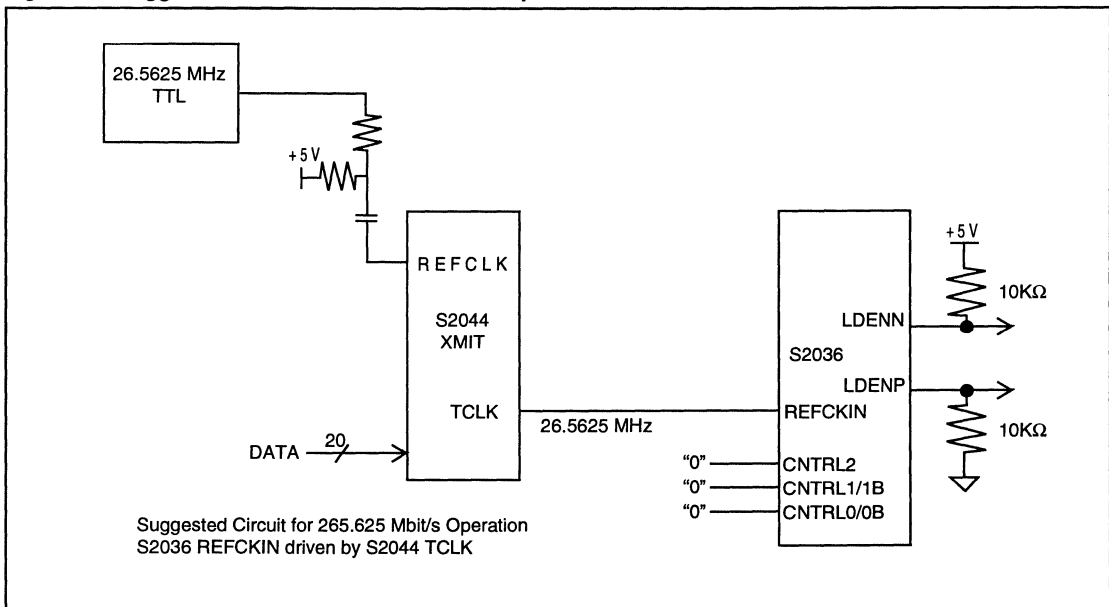 26.5625 MHz
TTL
+5V
REFCLK
S2044
XMIT
TCLK
26.5625 MHz
DATA
20
+5V
10KΩ
LDENN
S2036
LDENP
REFCKIN
10KΩ
"0"
CNTRL2
"0"
CNTRL1/1B
"0"
CNTRL0/0B
Suggested Circuit for 265.625 Mbit/s Operation
S2036 REFCKIN driven by S2044 TCLK